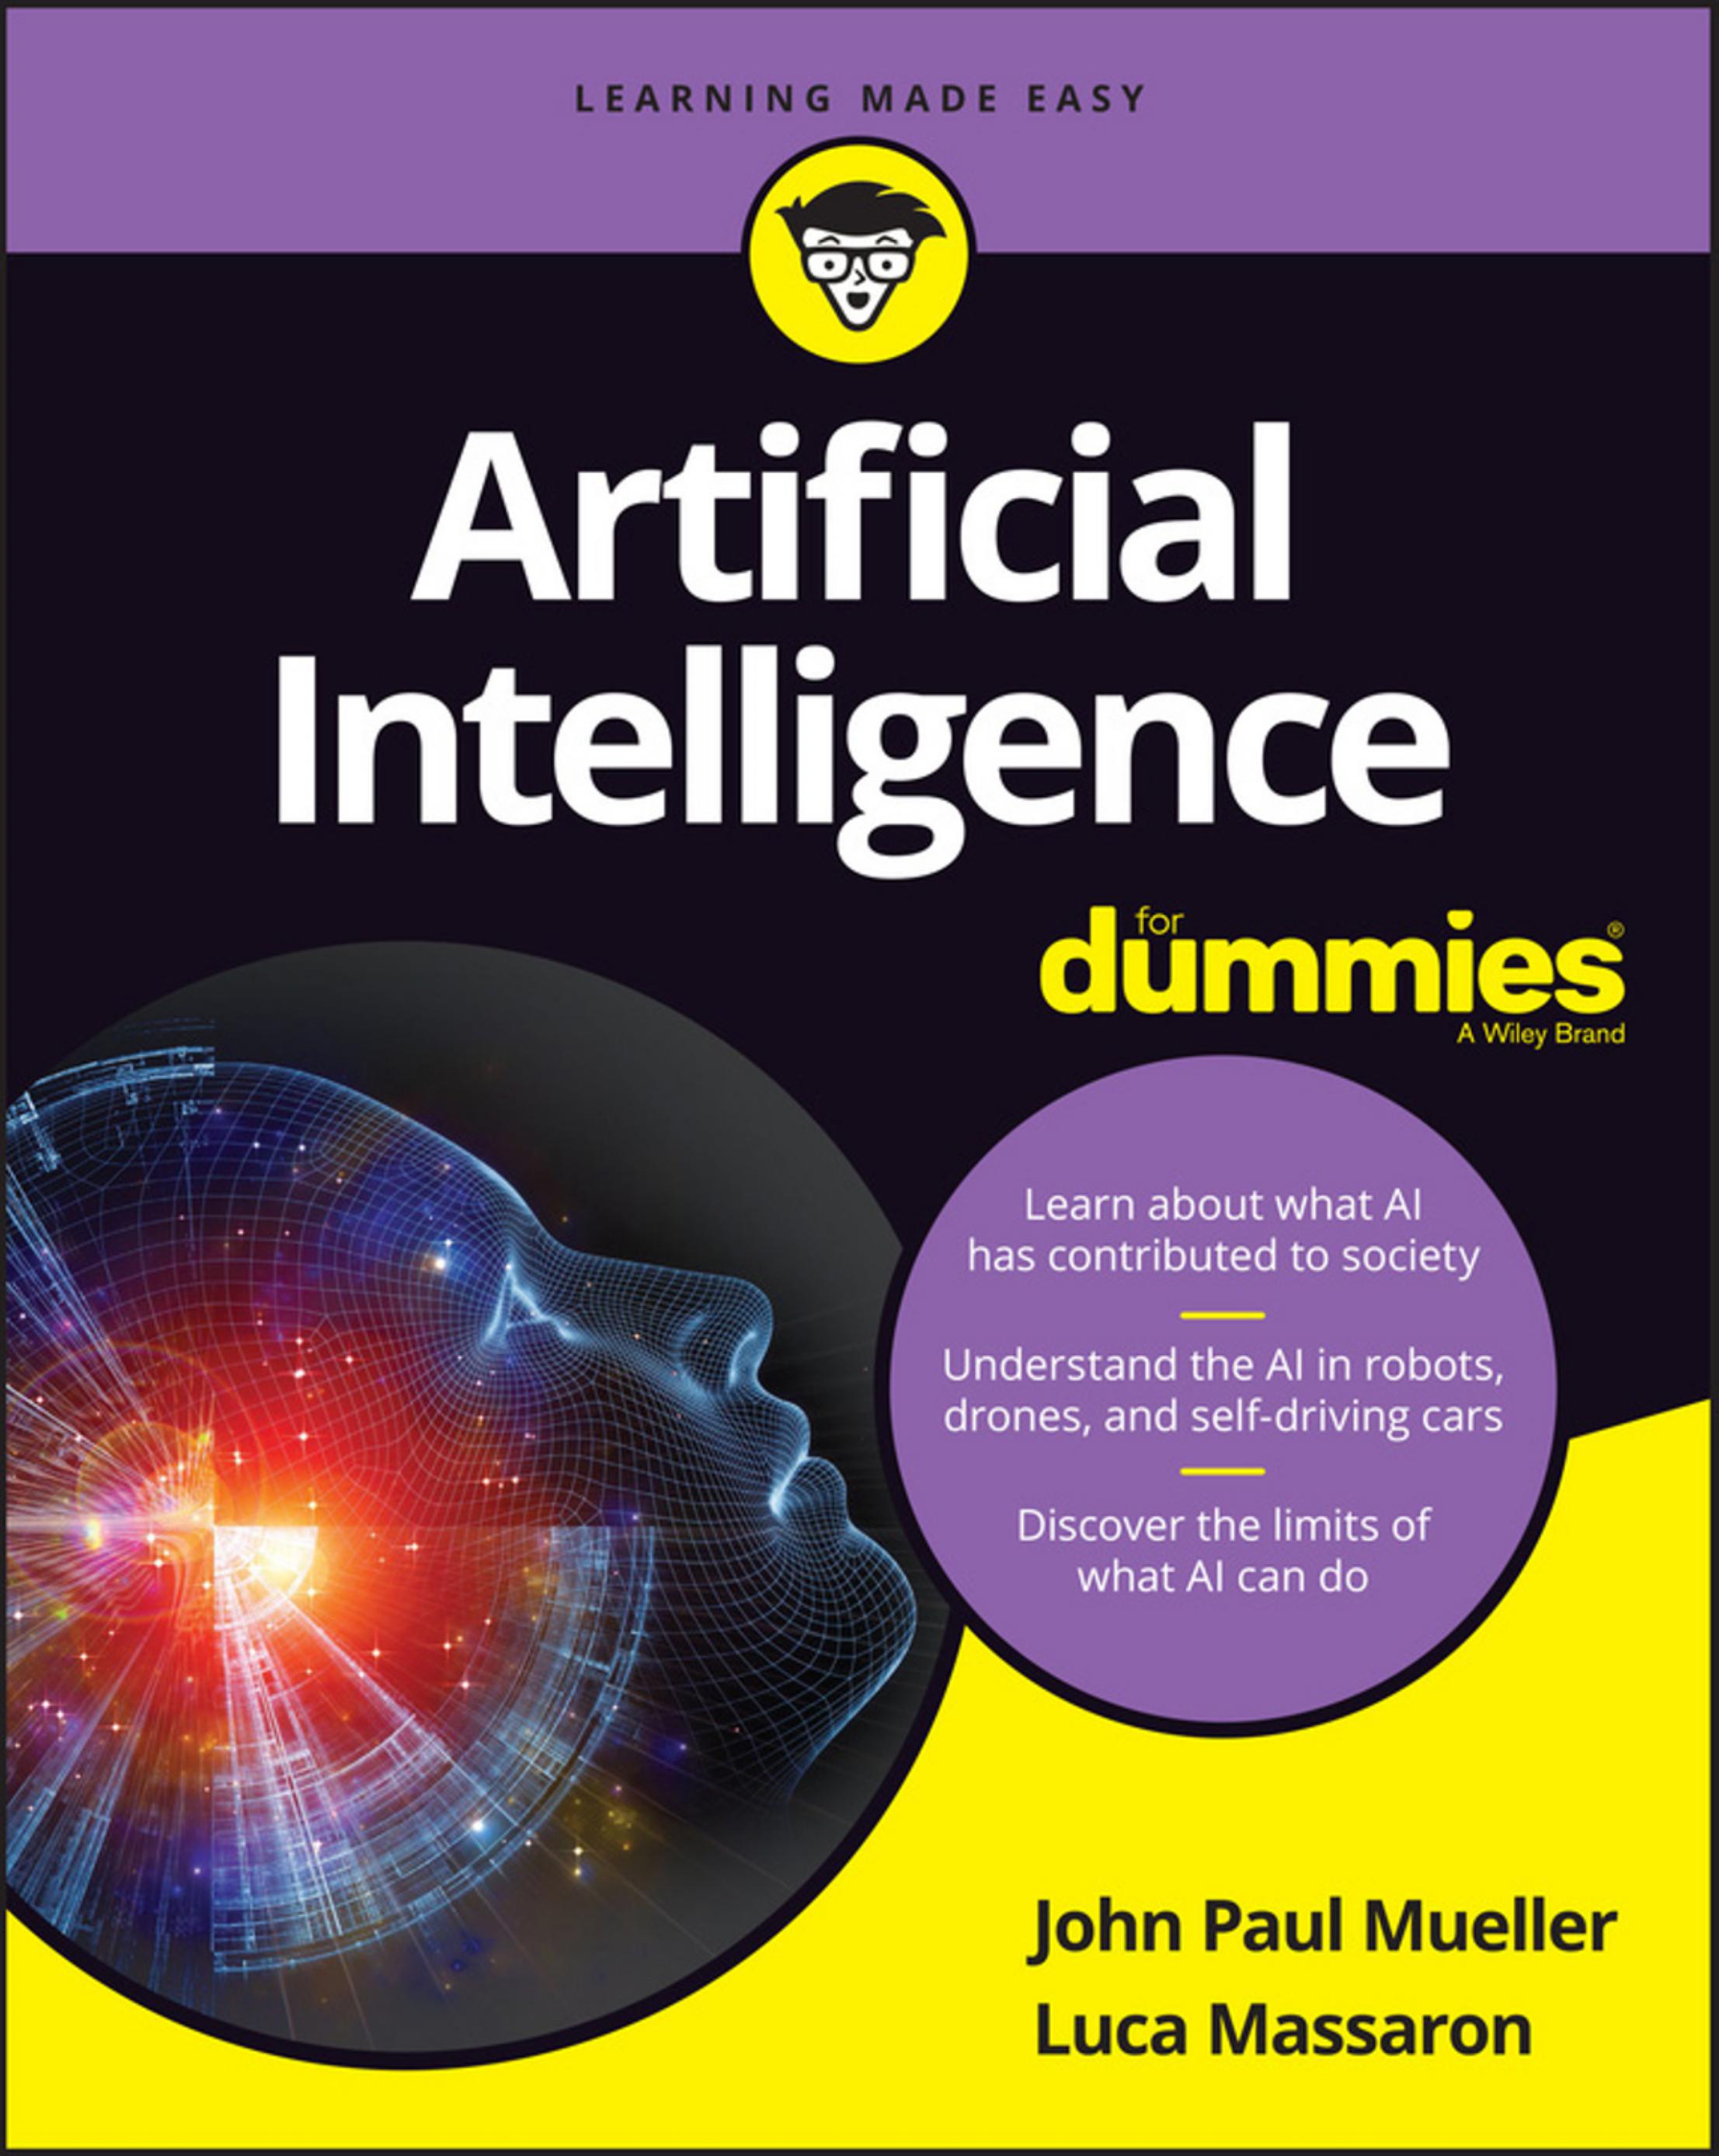 LEARNING MADE EASY
Artificial
Intelligence
for
dummies®
A Wiley Brand
Learn about what AI
has contributed to society
Understand the AI in robots,
drones, and self-driving cars
Discover the limits of
what AI can do
John Paul Mueller
Luca Massaron